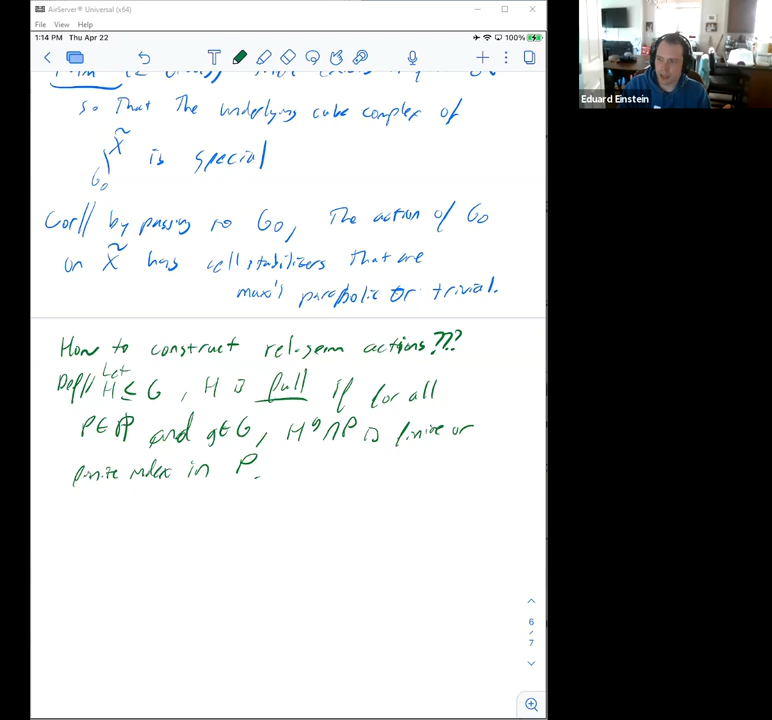 AirServer® Universal (x64)
File View Help
1:14 PM Thu Apr 22
100%
so That The underlying cube complex of
X̃
G₀
is special
Cor// by passing to G₀, The action of G₀
on X̃ has cell stabilizers that are
max'l parabolic or trivial.
How to construct rel. geom actions???
Let
Def// H ≤ G, H is full if for all
P∈ℙ and g∈G, Hᵍ∩P is finite or
finite index in P.
6
/
7
Eduard Einstein